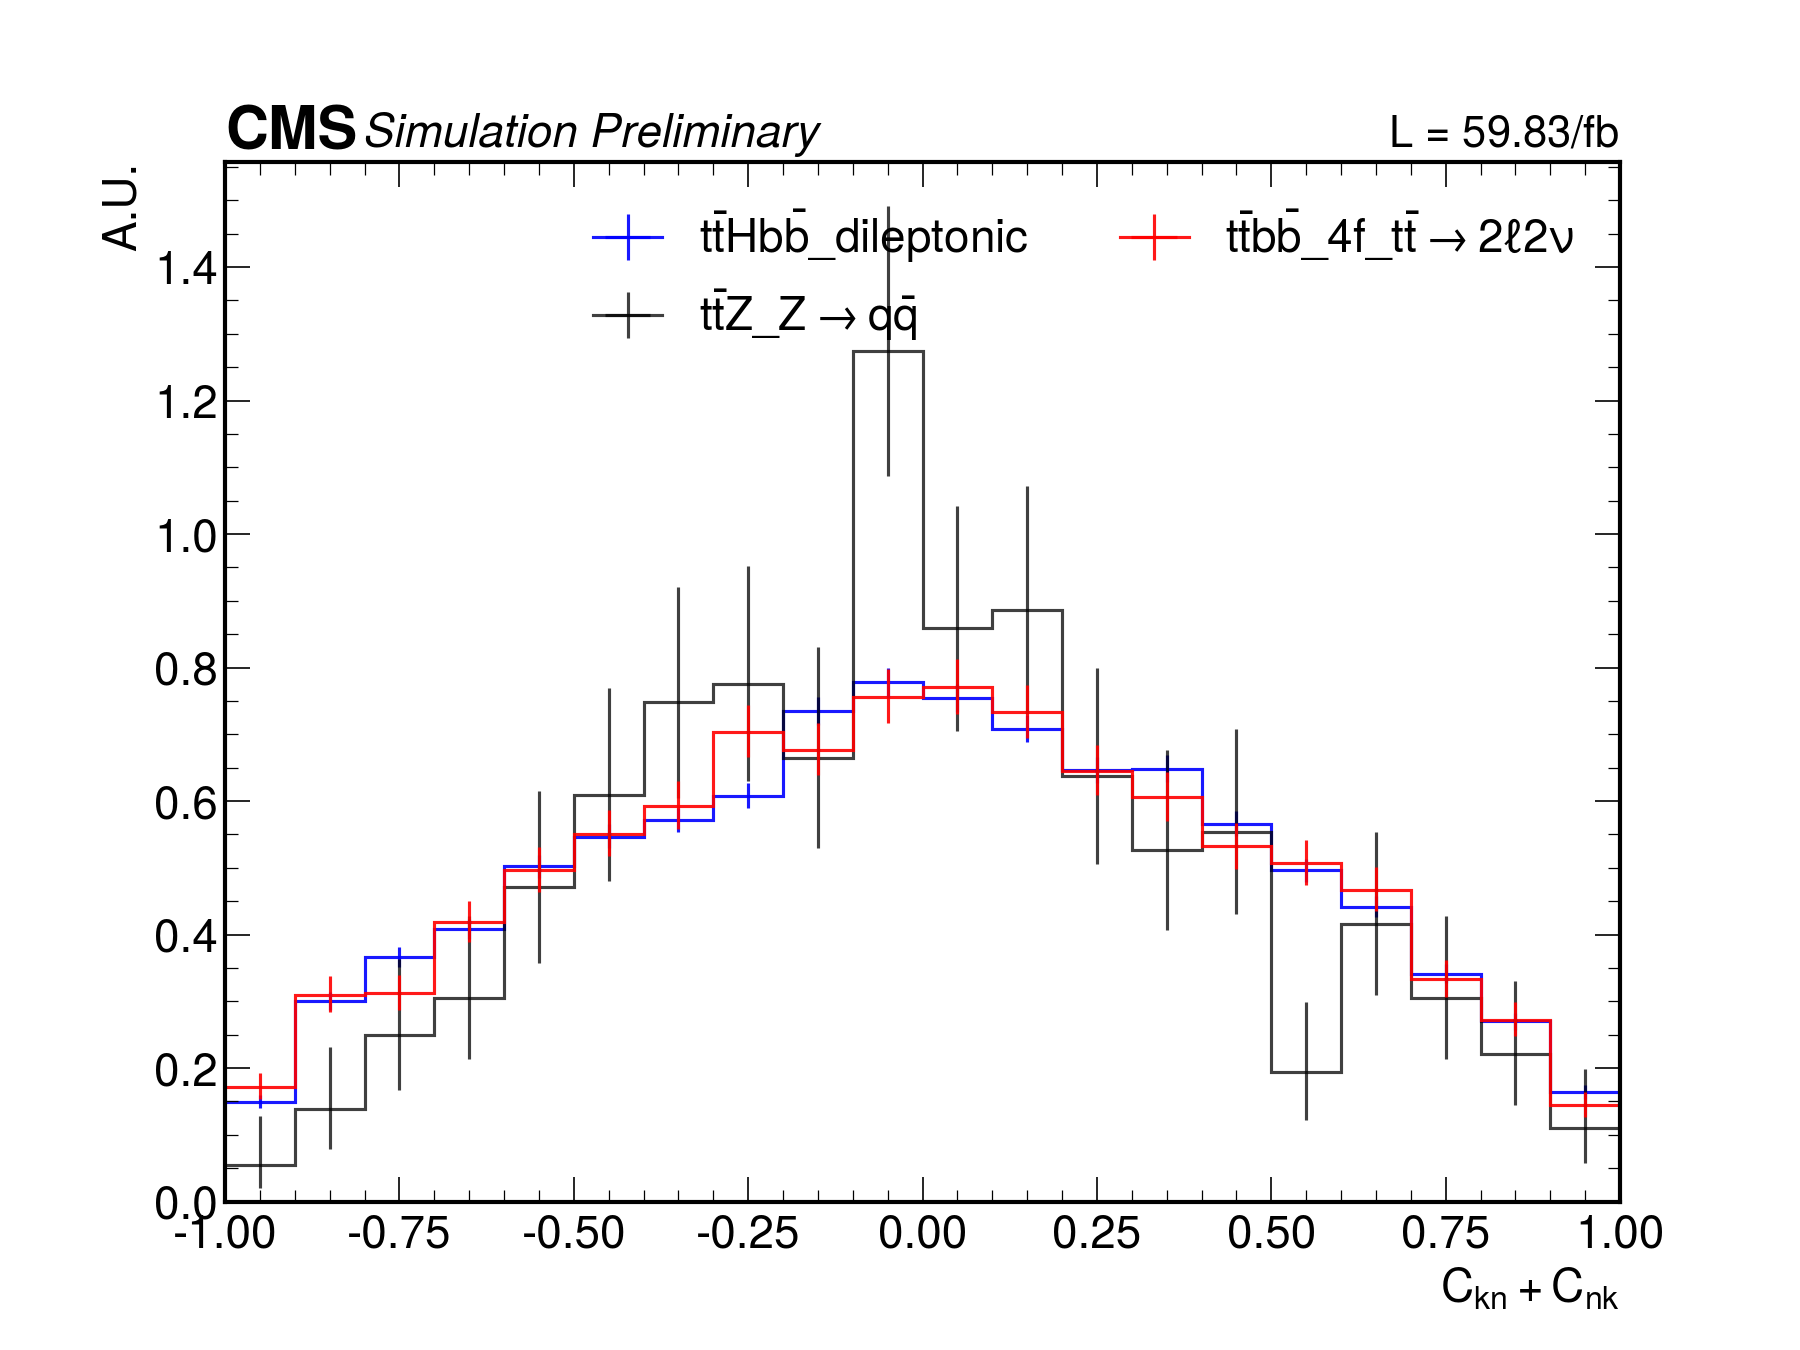 CMS Simulation Preliminary
L = 59.83/fb
A.U.
tt̄Hbb̄_dileptonic
tt̄bb̄_4f_tt̄ → 2ℓ2ν
tt̄Z_Z → qq̄
1.4
1.2
1.0
0.8
0.6
0.4
0.2
0.0
-1.00 -0.75 -0.50 -0.25 0.00 0.25 0.50 0.75 1.00
Ckn + Cnk